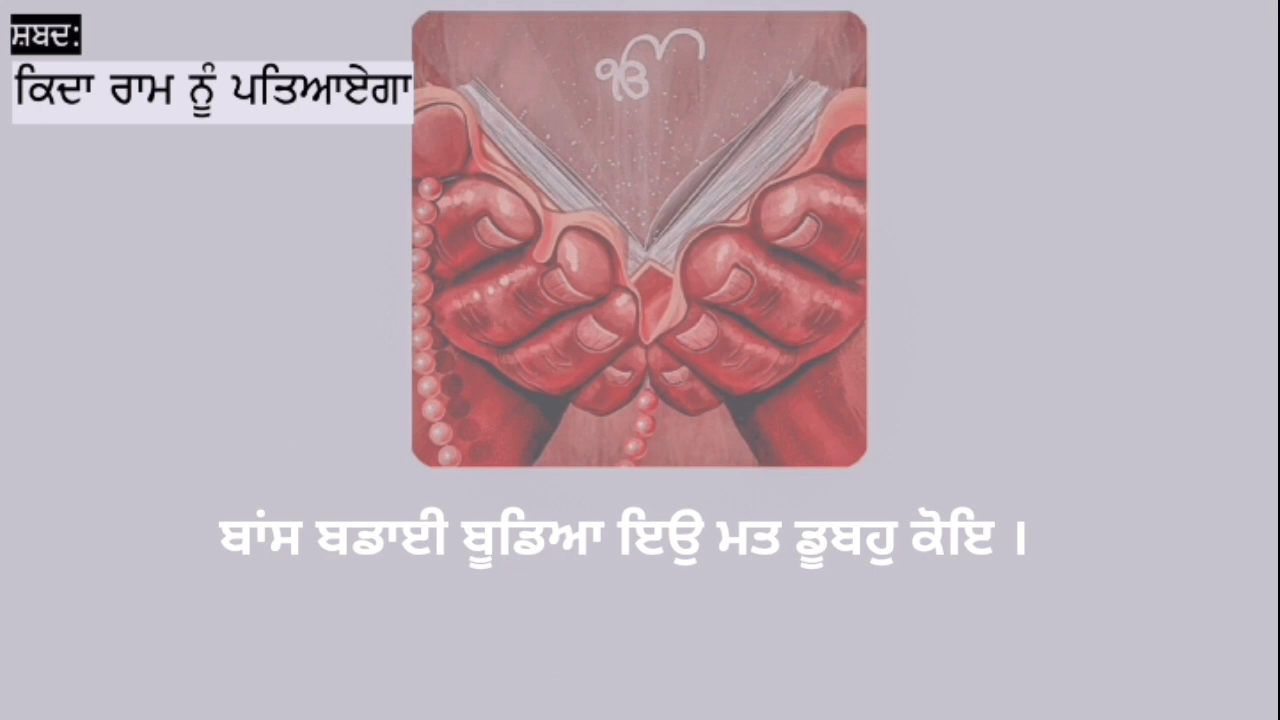 ਸ਼ਬਦ:
ਕਿਦਾ ਰਾਮ ਨੂੰ ਪਤਿਆਏਗਾ
ੴ
ਬਾਂਸ ਬਡਾਈ ਬੂਡਿਆ ਇਉ ਮਤ ਡੂਬਹੁ ਕੋਇ ।